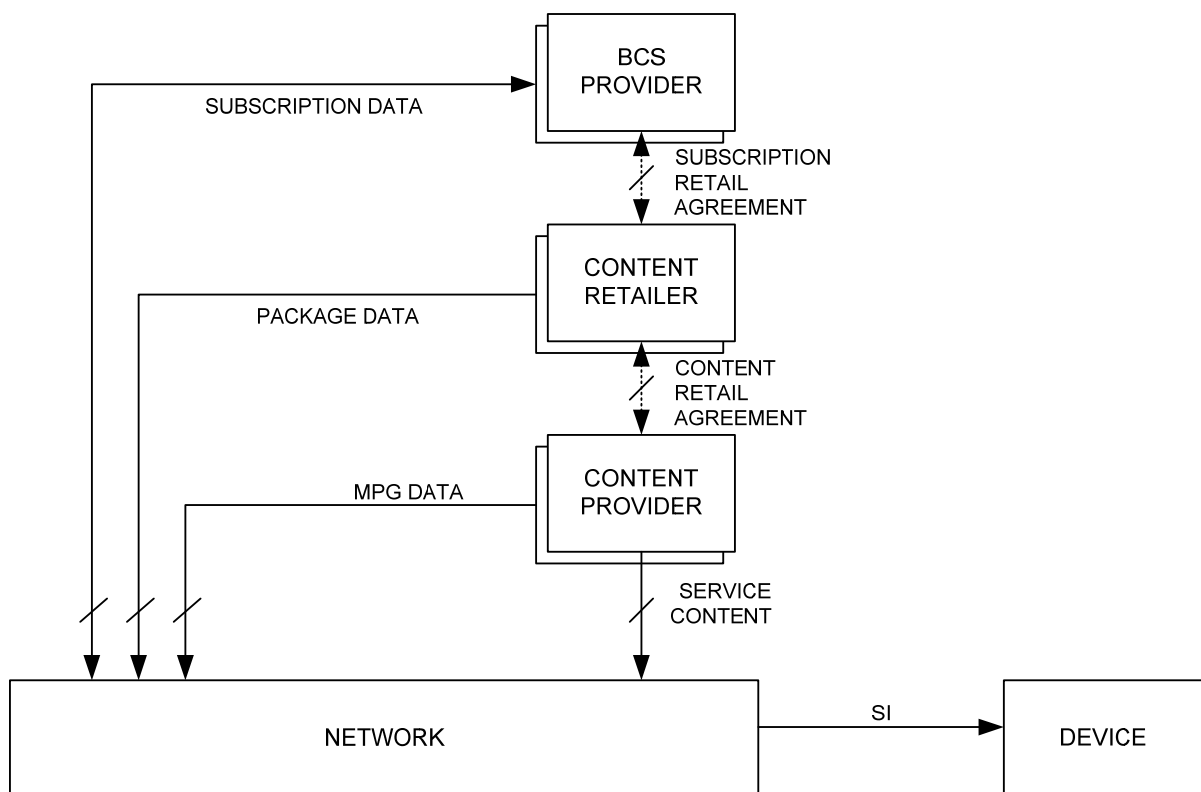 BCS
PROVIDER
SUBSCRIPTION DATA
SUBSCRIPTION
RETAIL
AGREEMENT
CONTENT
RETAILER
PACKAGE DATA
CONTENT
RETAIL
AGREEMENT
CONTENT
PROVIDER
MPG DATA
SERVICE
CONTENT
NETWORK
SI
DEVICE